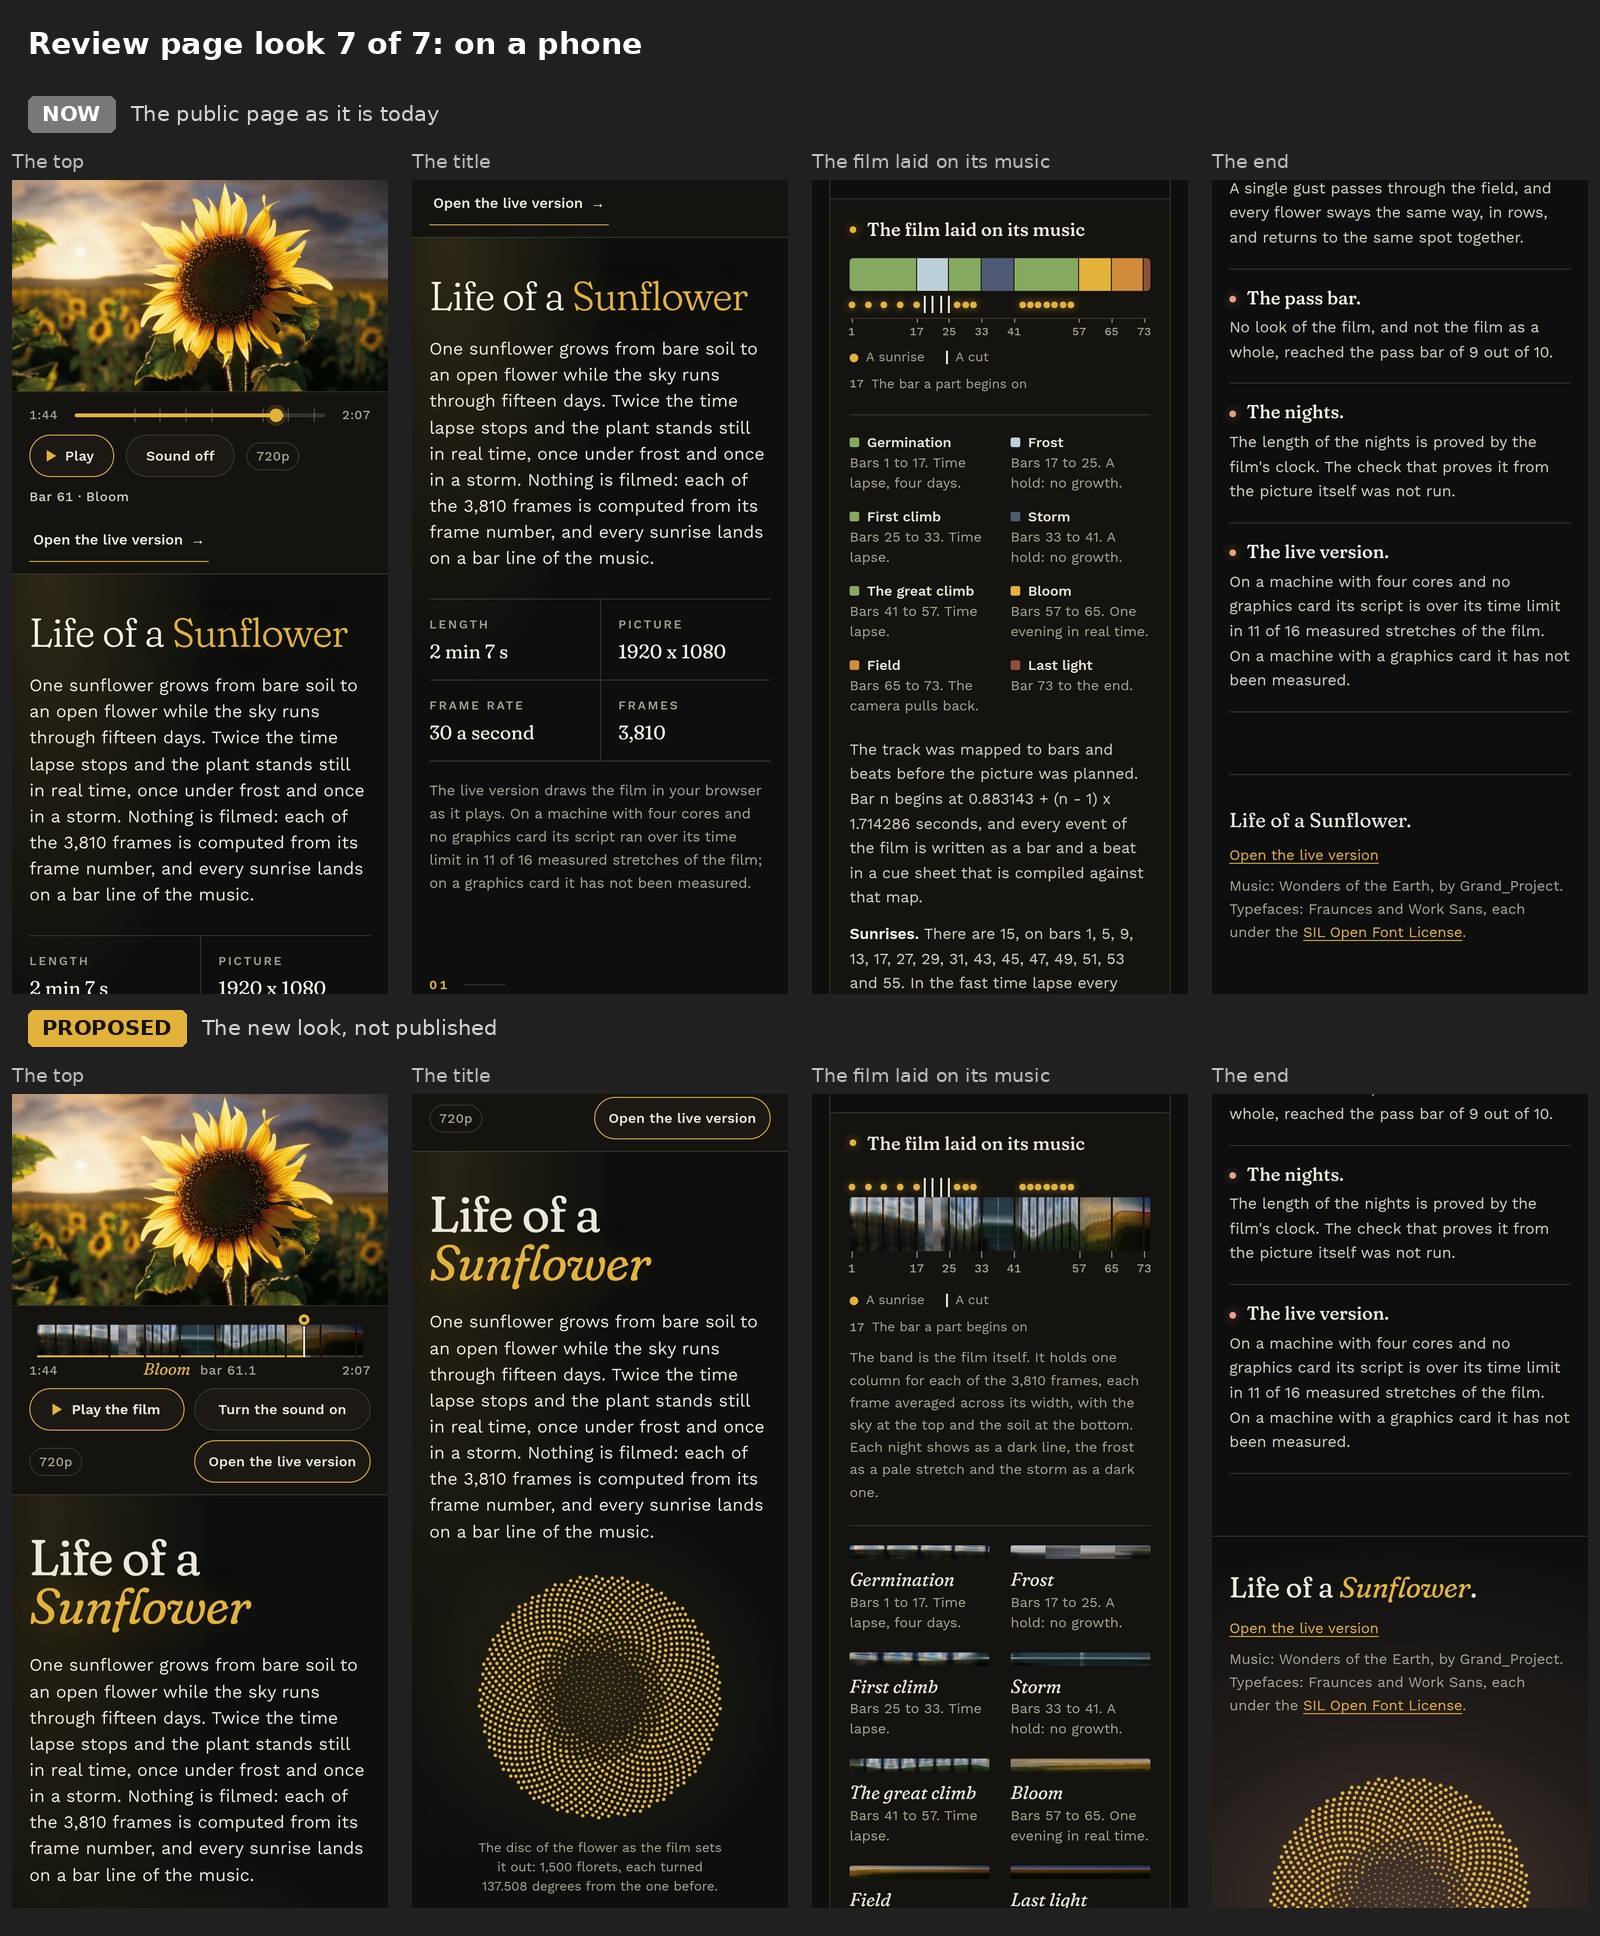 Review page look 7 of 7: on a phone
NOW The public page as it is today
The top
1:44 2:07
Play Sound off 720p
Bar 61 · Bloom
Open the live version →
Life of a Sunflower
One sunflower grows from bare soil to
an open flower while the sky runs
through fifteen days. Twice the time
lapse stops and the plant stands still
in real time, once under frost and once
in a storm. Nothing is filmed: each of
the 3,810 frames is computed from its
frame number, and every sunrise lands
on a bar line of the music.
LENGTH PICTURE
2 min 7 s 1920 x 1080
The title
Open the live version →
Life of a Sunflower
One sunflower grows from bare soil to
an open flower while the sky runs
through fifteen days. Twice the time
lapse stops and the plant stands still
in real time, once under frost and once
in a storm. Nothing is filmed: each of
the 3,810 frames is computed from its
frame number, and every sunrise lands
on a bar line of the music.
LENGTH PICTURE
2 min 7 s 1920 x 1080
FRAME RATE FRAMES
30 a second 3,810
The live version draws the film in your browser
as it plays. On a machine with four cores and
no graphics card its script ran over its time
limit in 11 of 16 measured stretches of the film;
on a graphics card it has not been measured.
01
The film laid on its music
The film laid on its music
1 17 25 33 41 57 65 73
A sunrise A cut
17 The bar a part begins on
Germination
Bars 1 to 17. Time
lapse, four days.
Frost
Bars 17 to 25. A
hold: no growth.
First climb
Bars 25 to 33. Time
lapse.
Storm
Bars 33 to 41. A
hold: no growth.
The great climb
Bars 41 to 57. Time
lapse.
Bloom
Bars 57 to 65. One
evening in real time.
Field
Bars 65 to 73. The
camera pulls back.
Last light
Bar 73 to the end.
The track was mapped to bars and
beats before the picture was planned.
Bar n begins at 0.883143 + (n - 1) x
1.714286 seconds, and every event of
the film is written as a bar and a beat
in a cue sheet that is compiled against
that map.
Sunrises. There are 15, on bars 1, 5, 9,
13, 17, 27, 29, 31, 43, 45, 47, 49, 51, 53
and 55. In the fast time lapse every
The end
A single gust passes through the field, and
every flower sways the same way, in rows,
and returns to the same spot together.
The pass bar.
No look of the film, and not the film as a
whole, reached the pass bar of 9 out of 10.
The nights.
The length of the nights is proved by the
film's clock. The check that proves it from
the picture itself was not run.
The live version.
On a machine with four cores and no
graphics card its script is over its time limit
in 11 of 16 measured stretches of the film.
On a machine with a graphics card it has not
been measured.
Life of a Sunflower.
Open the live version
Music: Wonders of the Earth, by Grand_Project.
Typefaces: Fraunces and Work Sans, each
under the SIL Open Font License.
PROPOSED The new look, not published
The top
1:44 Bloom bar 61.1 2:07
Play the film Turn the sound on
720p Open the live version
Life of a
Sunflower
One sunflower grows from bare soil to
an open flower while the sky runs
through fifteen days. Twice the time
lapse stops and the plant stands still
in real time, once under frost and once
in a storm. Nothing is filmed: each of
the 3,810 frames is computed from its
frame number, and every sunrise lands
on a bar line of the music.
The title
720p Open the live version
Life of a
Sunflower
One sunflower grows from bare soil to
an open flower while the sky runs
through fifteen days. Twice the time
lapse stops and the plant stands still
in real time, once under frost and once
in a storm. Nothing is filmed: each of
the 3,810 frames is computed from its
frame number, and every sunrise lands
on a bar line of the music.
The disc of the flower as the film sets
it out: 1,500 florets, each turned
137.508 degrees from the one before.
The film laid on its music
The film laid on its music
1 17 25 33 41 57 65 73
A sunrise A cut
17 The bar a part begins on
The band is the film itself. It holds one
column for each of the 3,810 frames, each
frame averaged across its width, with the
sky at the top and the soil at the bottom.
Each night shows as a dark line, the frost
as a pale stretch and the storm as a dark
one.
Germination
Bars 1 to 17. Time
lapse, four days.
Frost
Bars 17 to 25. A
hold: no growth.
First climb
Bars 25 to 33. Time
lapse.
Storm
Bars 33 to 41. A
hold: no growth.
The great climb
Bars 41 to 57. Time
lapse.
Bloom
Bars 57 to 65. One
evening in real time.
Field
Last light
The end
whole, reached the pass bar of 9 out of 10.
The nights.
The length of the nights is proved by the
film's clock. The check that proves it from
the picture itself was not run.
The live version.
On a machine with four cores and no
graphics card its script is over its time limit
in 11 of 16 measured stretches of the film.
On a machine with a graphics card it has not
been measured.
Life of a Sunflower.
Open the live version
Music: Wonders of the Earth, by Grand_Project.
Typefaces: Fraunces and Work Sans, each
under the SIL Open Font License.